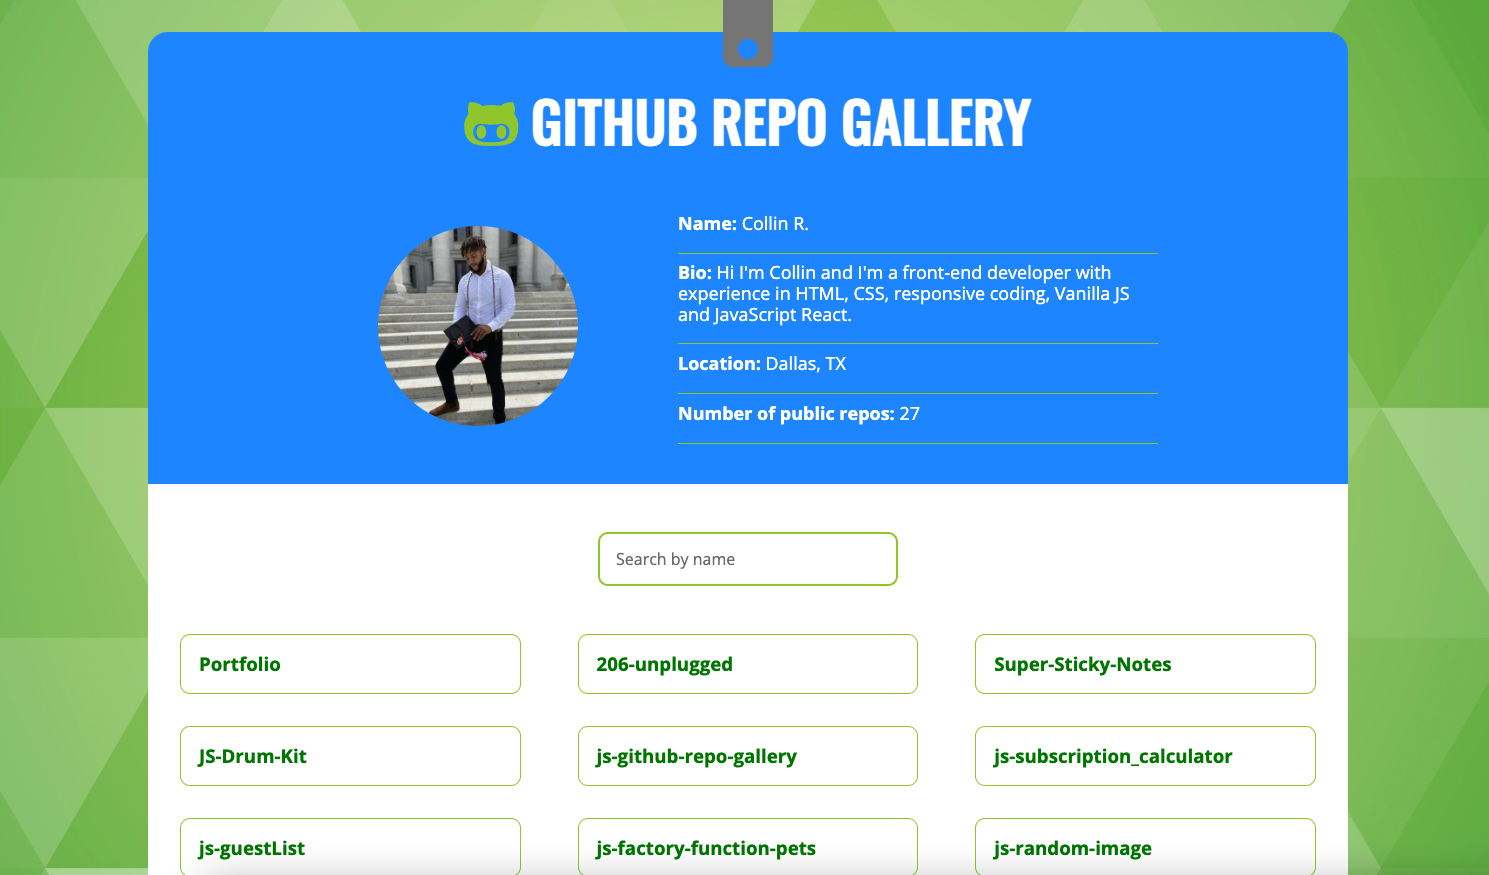 GITHUB REPO GALLERY
Name: Collin R.
Bio: Hi I'm Collin and I'm a front-end developer with
experience in HTML, CSS, responsive coding, Vanilla JS
and JavaScript React.
Location: Dallas, TX
Number of public repos: 27
Search by name
Portfolio
206-unplugged
Super-Sticky-Notes
JS-Drum-Kit
js-github-repo-gallery
js-subscription_calculator
js-guestList
js-factory-function-pets
js-random-image